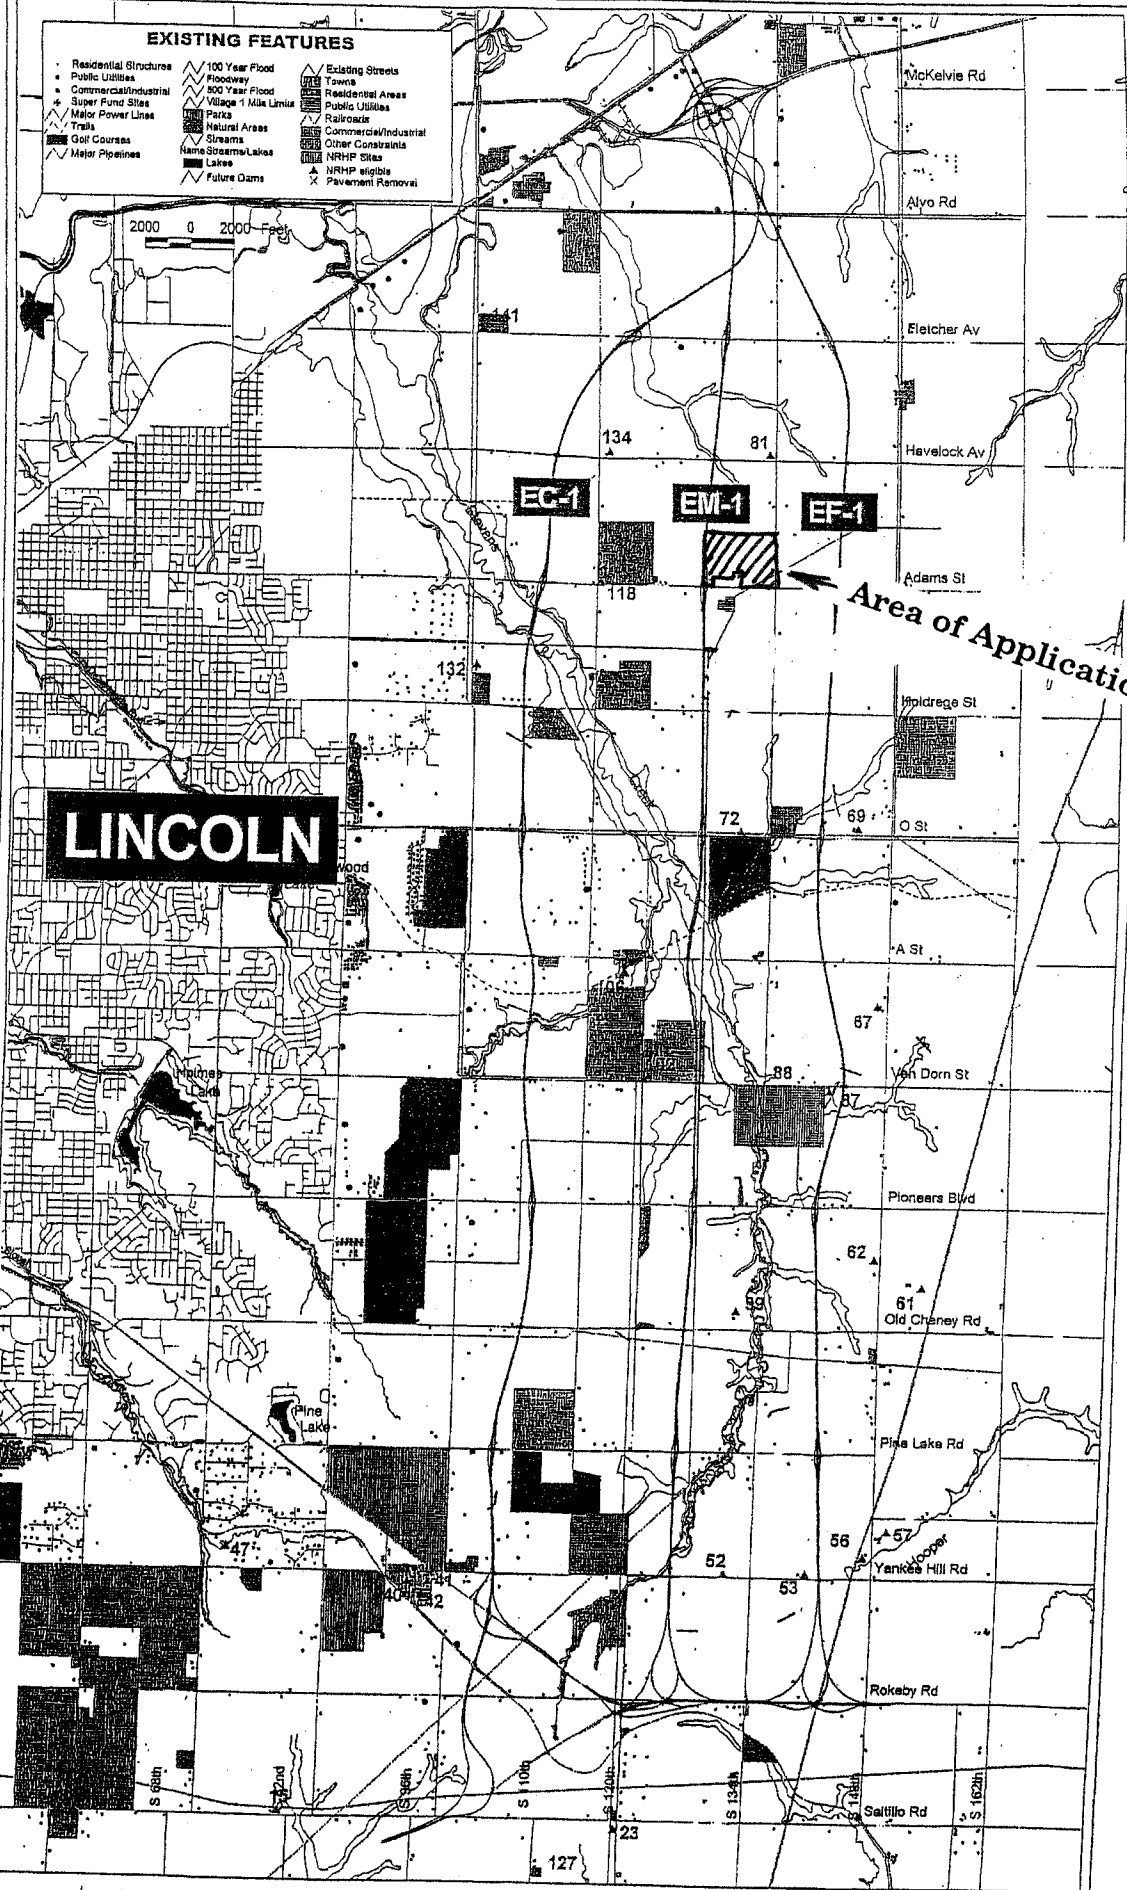 EXISTING FEATURES
Residential Structures
Public Utilities
Commercial/Industrial
Super Fund Sites
Major Power Lines
Trails
Golf Courses
Major Pipelines
100 Year Flood
Floodway
500 Year Flood
Village 1 Mile Limits
Parks
Natural Areas
Streams
Name Streams/Lakes
Lakes
Future Dams
Existing Streets
Towns
Residential Areas
Public Utilities
Railroads
Commercial/Industrial
Other Constraints
NRHP Sites
NRHP eligible
Pavement Removal
2000 0 2000 Feet
McKelvie Rd
Alvo Rd
141
Fletcher Av
134
81
Havelock Av
EC-1
EM-1
EF-1
Stevens
Creek
118
Adams St
Area of Applicatio
132
Holdrege St
LINCOLN
wood
72
69
O St
A St
106
67
Holmes
Lake
88
Van Dorn St
87
Pioneers Blvd
62
61
Old Cheney Rd
Pine
Lake
Pine Lake Rd
47
41
40
42
52
53
56
57
Hooper
Yankee Hill Rd
Rokeby Rd
S 68th
S 98th
S 110th
S 120th
S 134th
S 148th
S 162th
Saltillo Rd
23
127